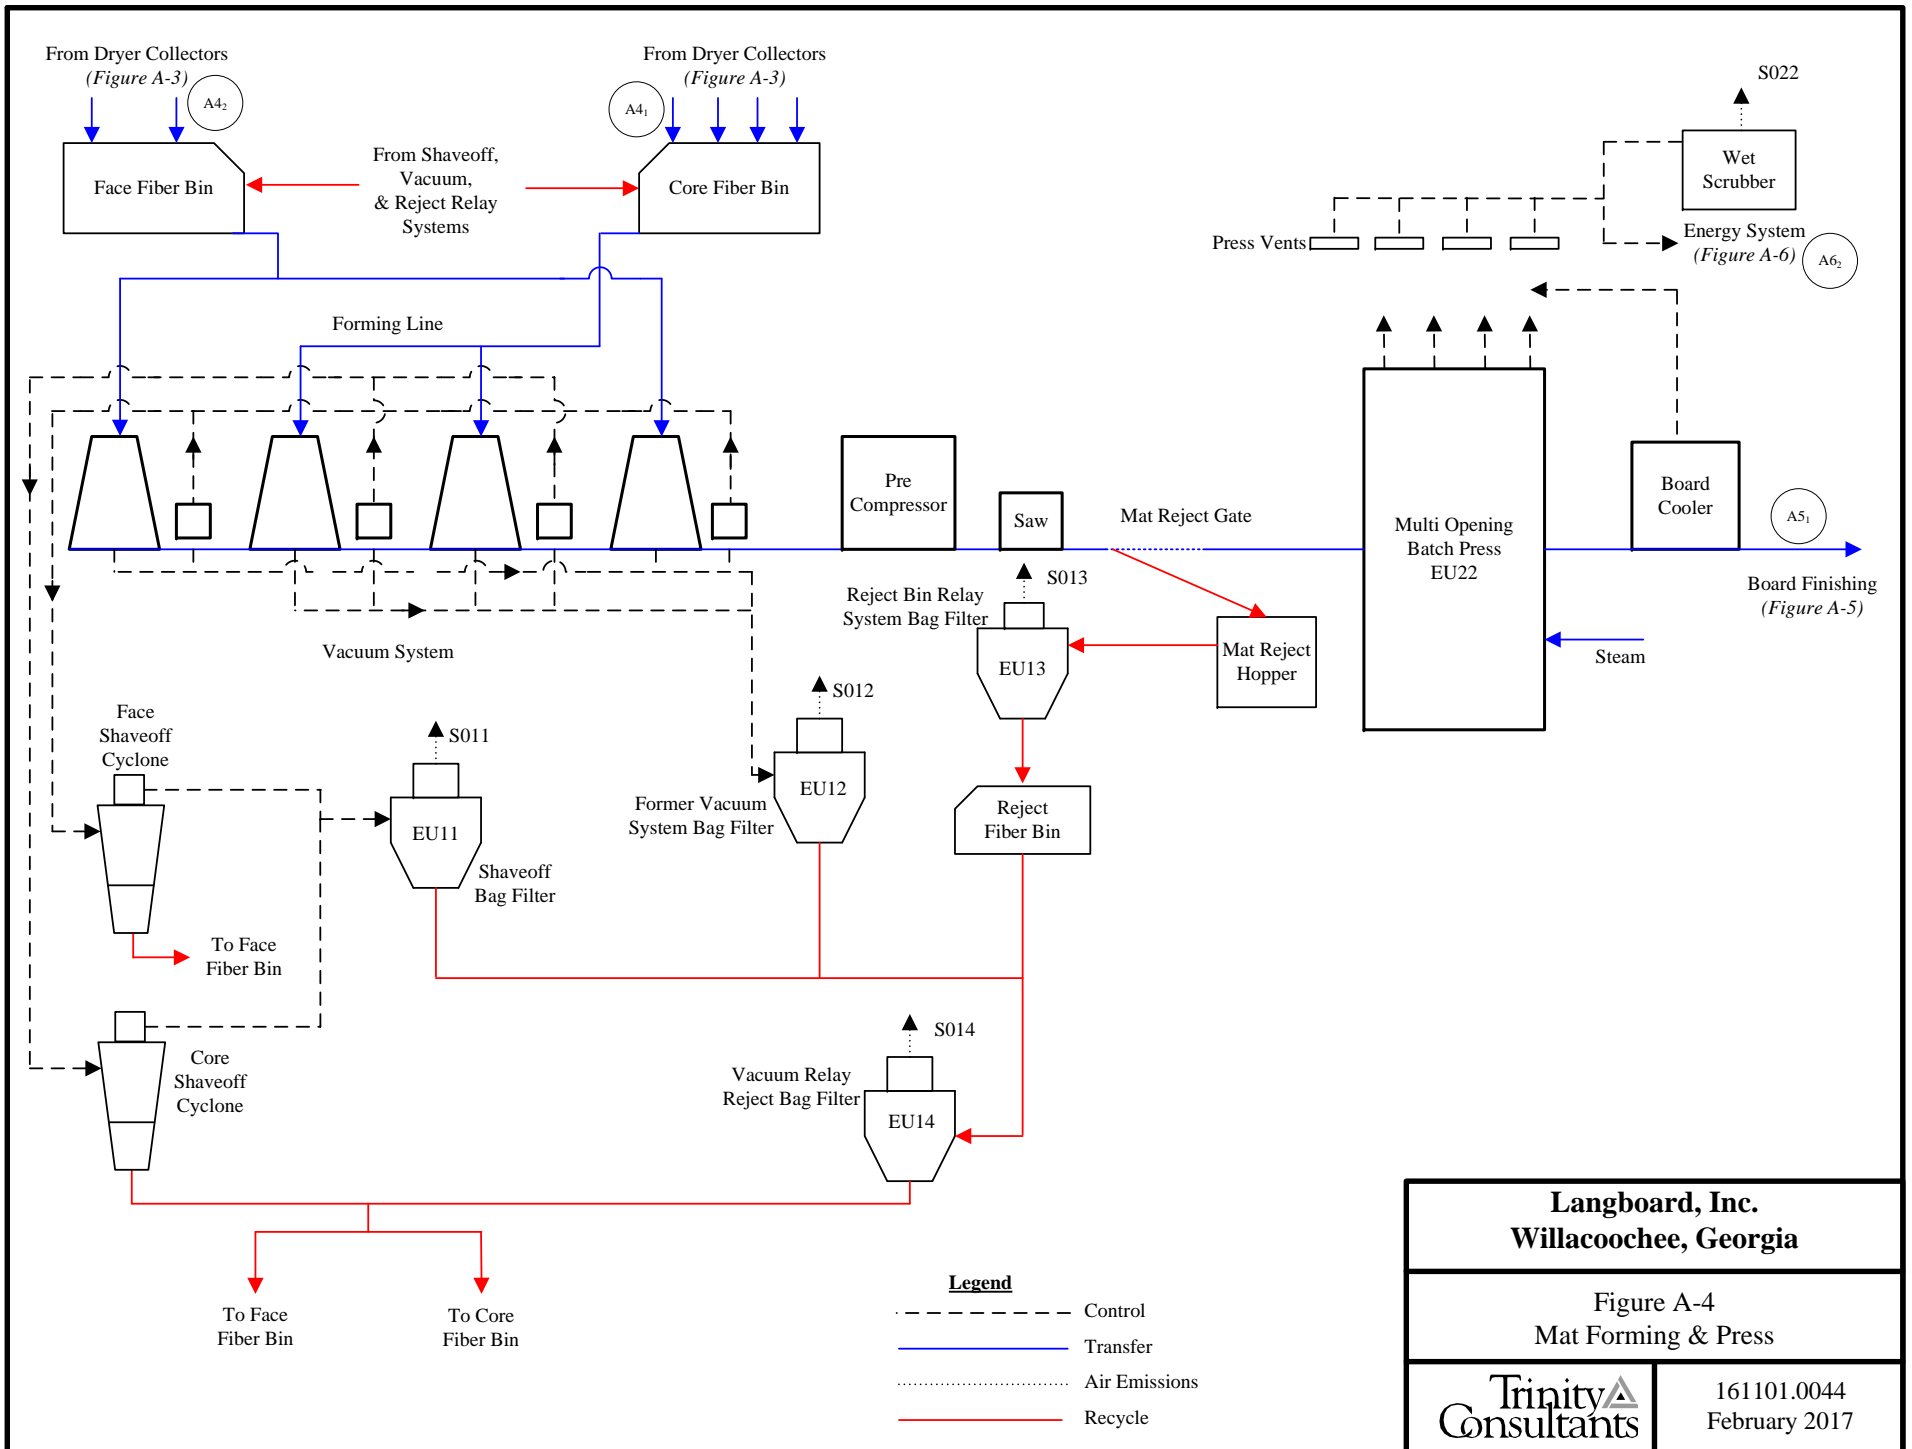 From Dryer Collectors
(Figure A-3)
A4₂
From Dryer Collectors
(Figure A-3)
A4₁
S022
Face Fiber Bin
From Shaveoff,
Vacuum,
& Reject Relay
Systems
Core Fiber Bin
Wet
Scrubber
Press Vents
Energy System
(Figure A-6)
A6₂
Forming Line
Pre
Compressor
Saw
Mat Reject Gate
Multi Opening
Batch Press
EU22
Board
Cooler
A5₁
Board Finishing
(Figure A-5)
Steam
S013
Reject Bin Relay
System Bag Filter
EU13
Mat Reject
Hopper
Vacuum System
S012
Face
Shaveoff
Cyclone
S011
EU12
Former Vacuum
System Bag Filter
Reject
Fiber Bin
EU11
Shaveoff
Bag Filter
To Face
Fiber Bin
S014
Core
Shaveoff
Cyclone
Vacuum Relay
Reject Bag Filter
EU14
To Face
Fiber Bin
To Core
Fiber Bin
Legend
Control
Transfer
Air Emissions
Recycle
Langboard, Inc.
Willacoochee, Georgia
Figure A-4
Mat Forming & Press
Trinity
Consultants
161101.0044
February 2017